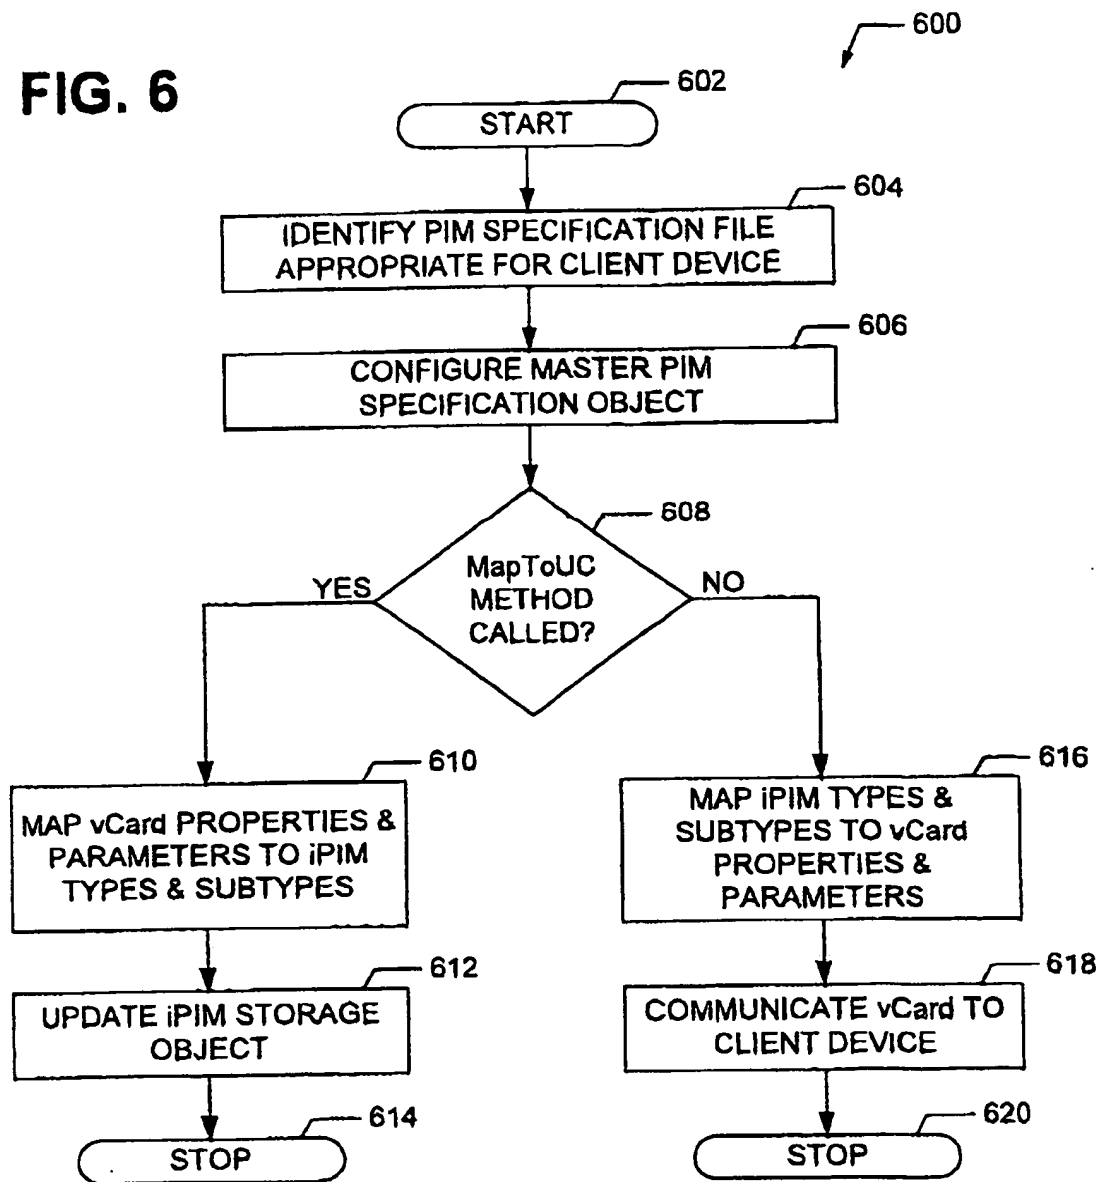 600
FIG. 6
602
START
604
IDENTIFY PIM SPECIFICATION FILE
APPROPRIATE FOR CLIENT DEVICE
606
CONFIGURE MASTER PIM
SPECIFICATION OBJECT
608
MapToUC
METHOD
CALLED?
YES
NO
610
MAP vCard PROPERTIES &
PARAMETERS TO iPIM
TYPES & SUBTYPES
616
MAP iPIM TYPES &
SUBTYPES TO vCard
PROPERTIES &
PARAMETERS
612
UPDATE iPIM STORAGE
OBJECT
618
COMMUNICATE vCard TO
CLIENT DEVICE
614
STOP
620
STOP